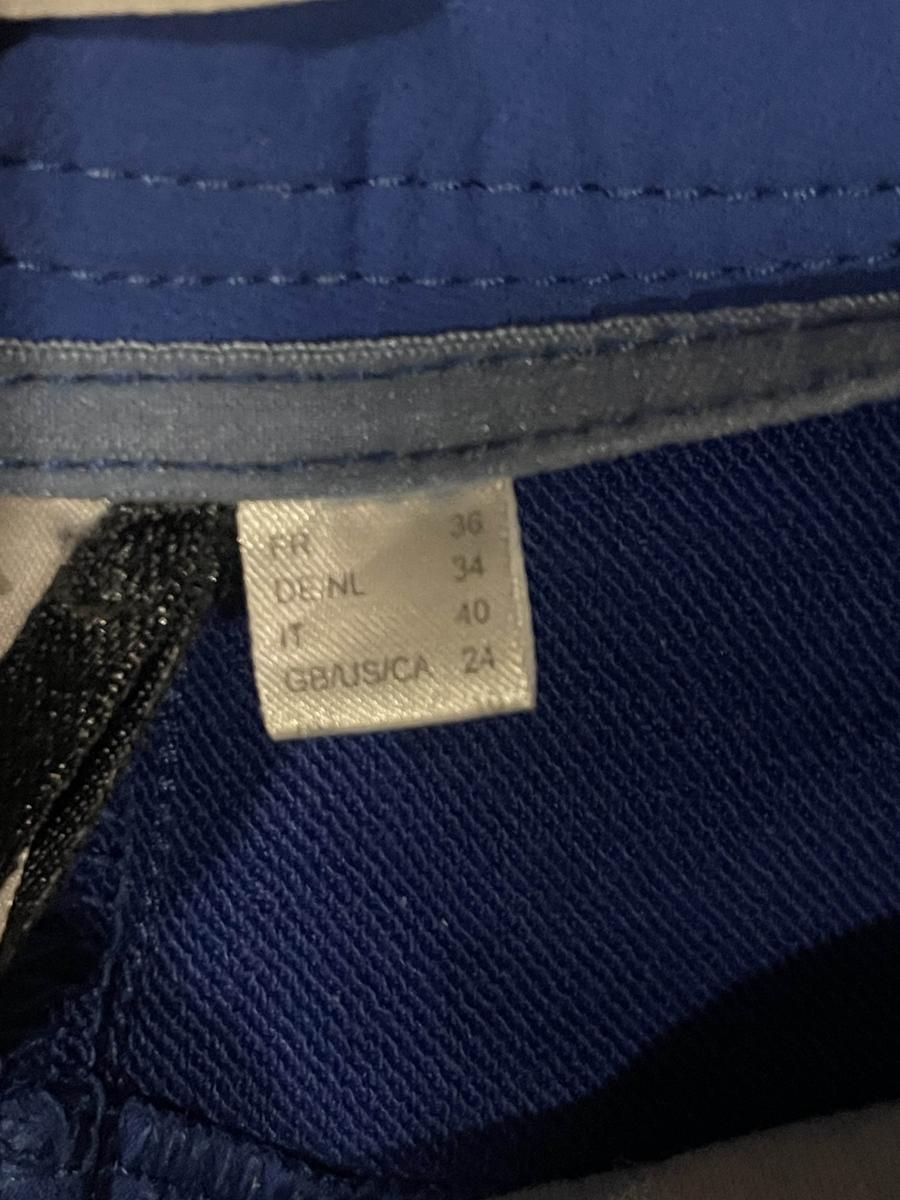 FR 36
DE/NL 34
IT 40
GB/US/CA 24